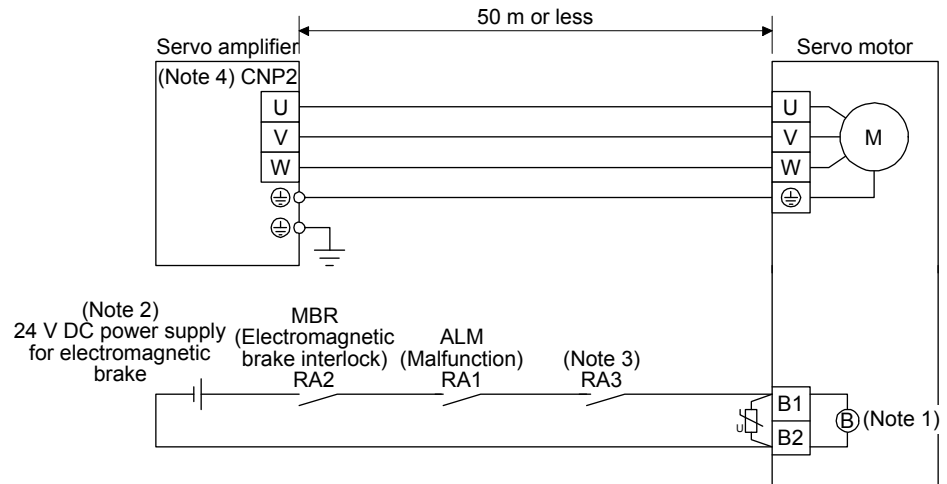 50 m or less
Servo amplifier
Servo motor
(Note 4) CNP2
U
V
W
U
V
W
M
(Note 2)
24 V DC power supply
for electromagnetic
brake
MBR
(Electromagnetic
brake interlock)
RA2
ALM
(Malfunction)
RA1
(Note 3)
RA3
U
B1
B2
B
(Note 1)